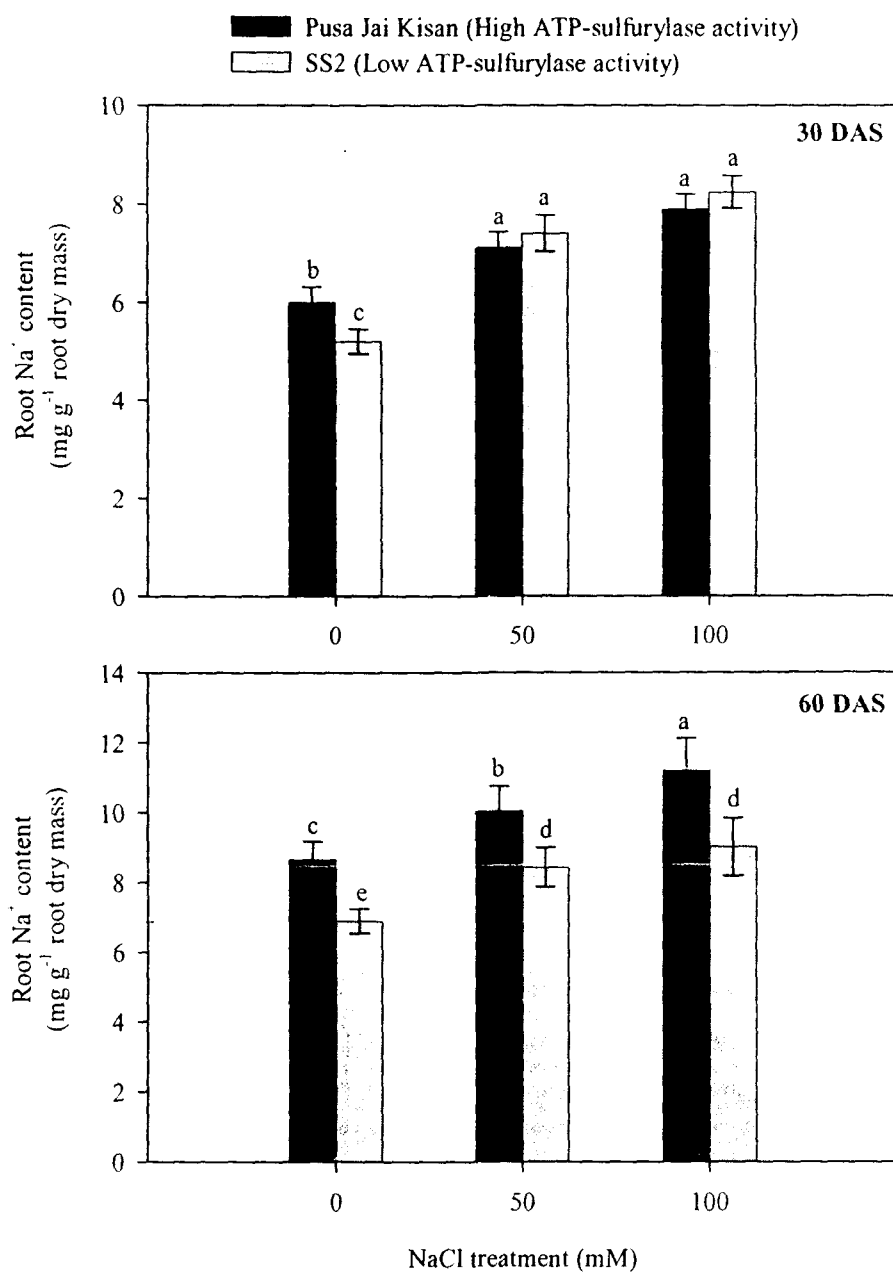 Pusa Jai Kisan (High ATP-sulfurylase activity)
SS2 (Low ATP-sulfurylase activity)
30 DAS
10
8
6
4
2
0
Root Na⁺ content
(mg g⁻¹ root dry mass)
b
c
a
a
a
a
0
50
100
60 DAS
14
12
10
8
6
4
2
0
Root Na⁺ content
(mg g⁻¹ root dry mass)
c
e
b
d
a
d
0
50
100
NaCl treatment (mM)